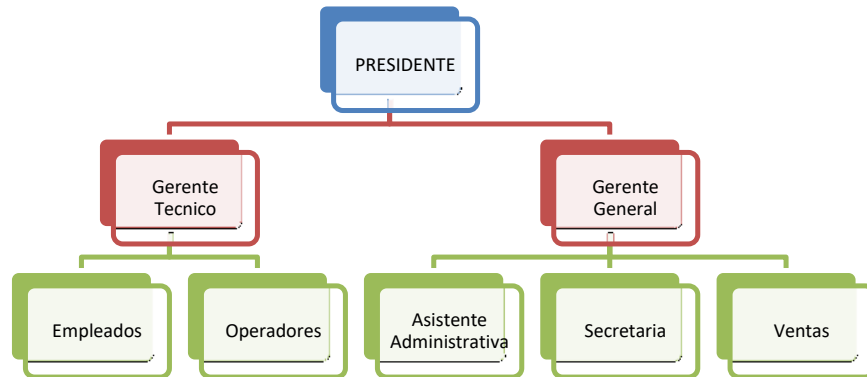 PRESIDENTE
Gerente
Tecnico
Gerente
General
Empleados
Operadores
Asistente
Administrativa
Secretaria
Ventas